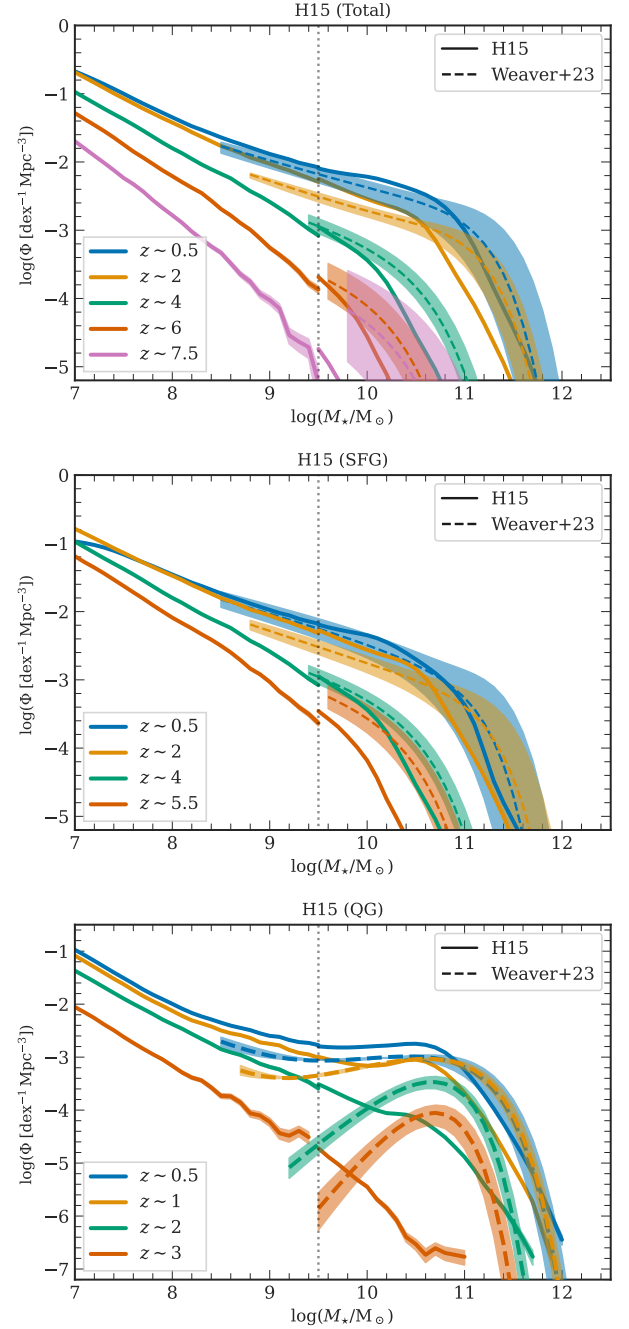 H15 (Total)
0
−1
−2
−3
−4
−5
log(Φ [dex⁻¹ Mpc⁻³])
H15
Weaver+23
z ~ 0.5
z ~ 2
z ~ 4
z ~ 6
z ~ 7.5
7 8 9 10 11 12
log(M⋆/M⊙)
H15 (SFG)
0
−1
−2
−3
−4
−5
log(Φ [dex⁻¹ Mpc⁻³])
H15
Weaver+23
z ~ 0.5
z ~ 2
z ~ 4
z ~ 5.5
7 8 9 10 11 12
log(M⋆/M⊙)
H15 (QG)
−1
−2
−3
−4
−5
−6
−7
log(Φ [dex⁻¹ Mpc⁻³])
H15
Weaver+23
z ~ 0.5
z ~ 1
z ~ 2
z ~ 3
7 8 9 10 11 12
log(M⋆/M⊙)